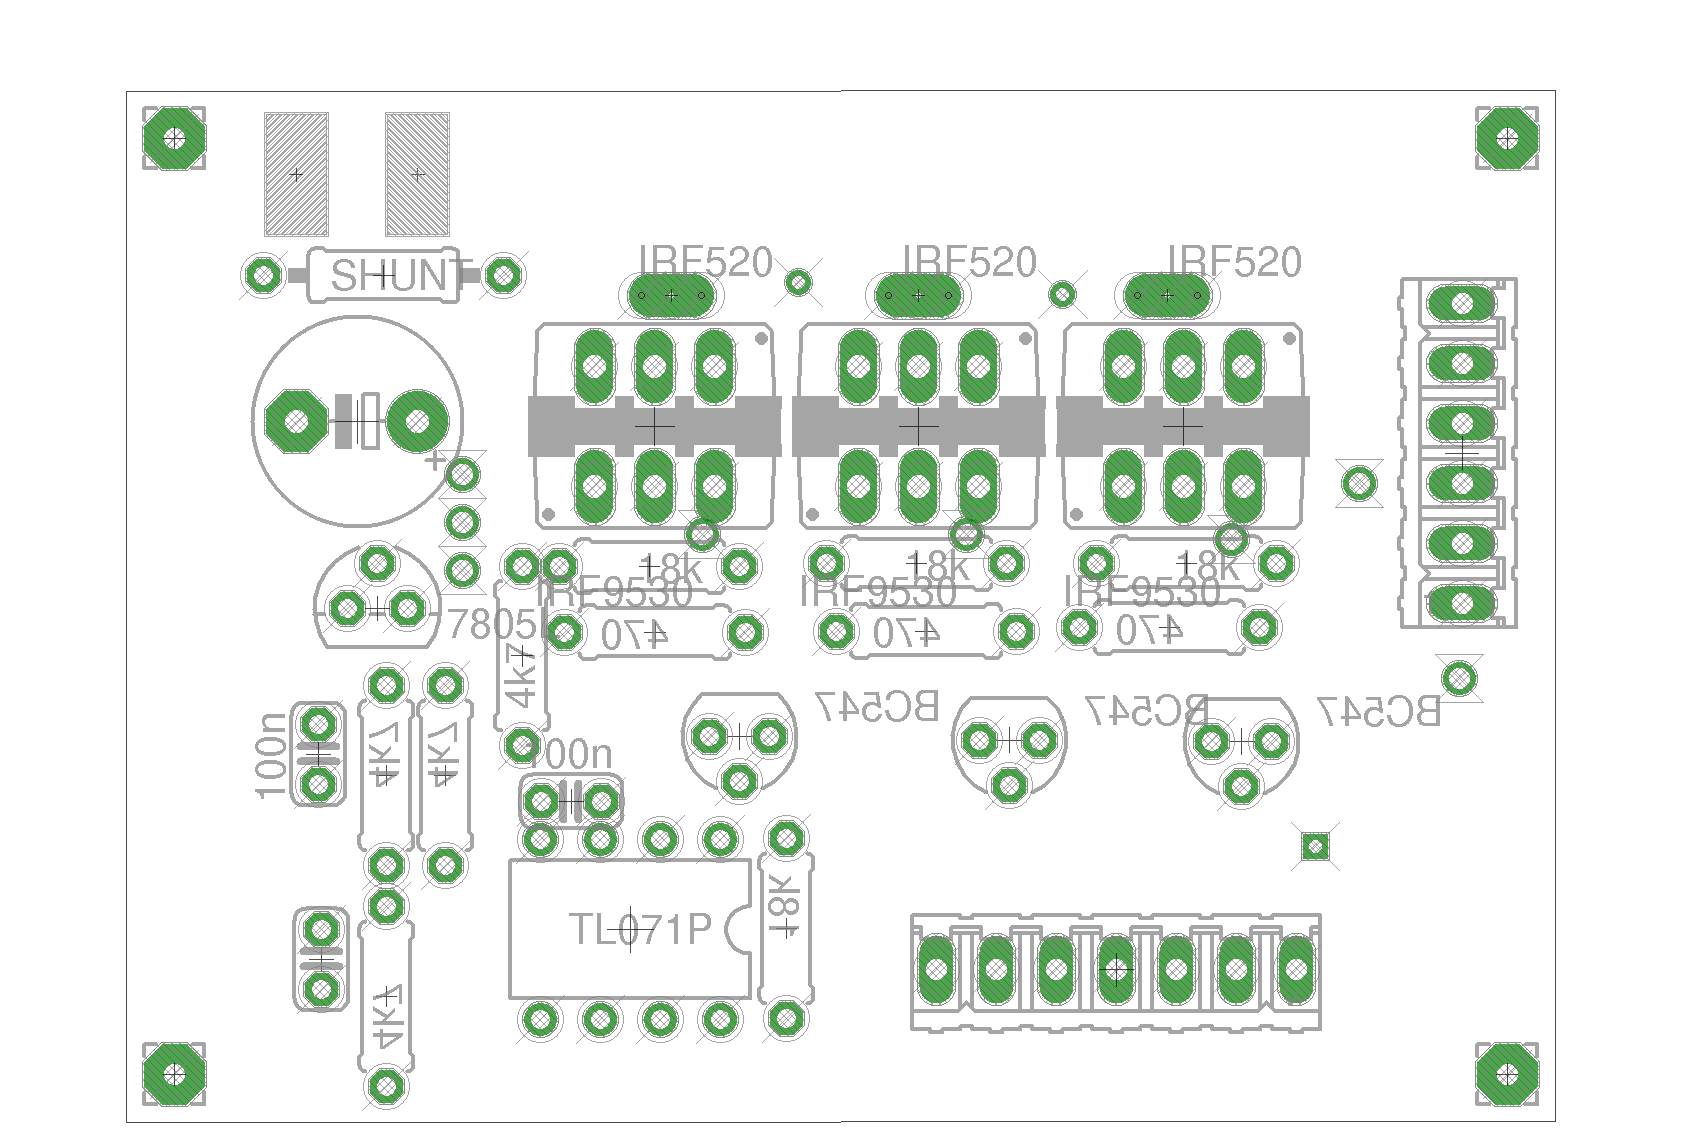 IRF520 IRF520 IRF520
SHUNT
+
18k 18k 18k
IRF9530 IRF9530 IRF9530
7805
470 470 470
4k7
BC547 BC547 BC547
100n
4k7 4k7
100n
18k
TL071P
4k7